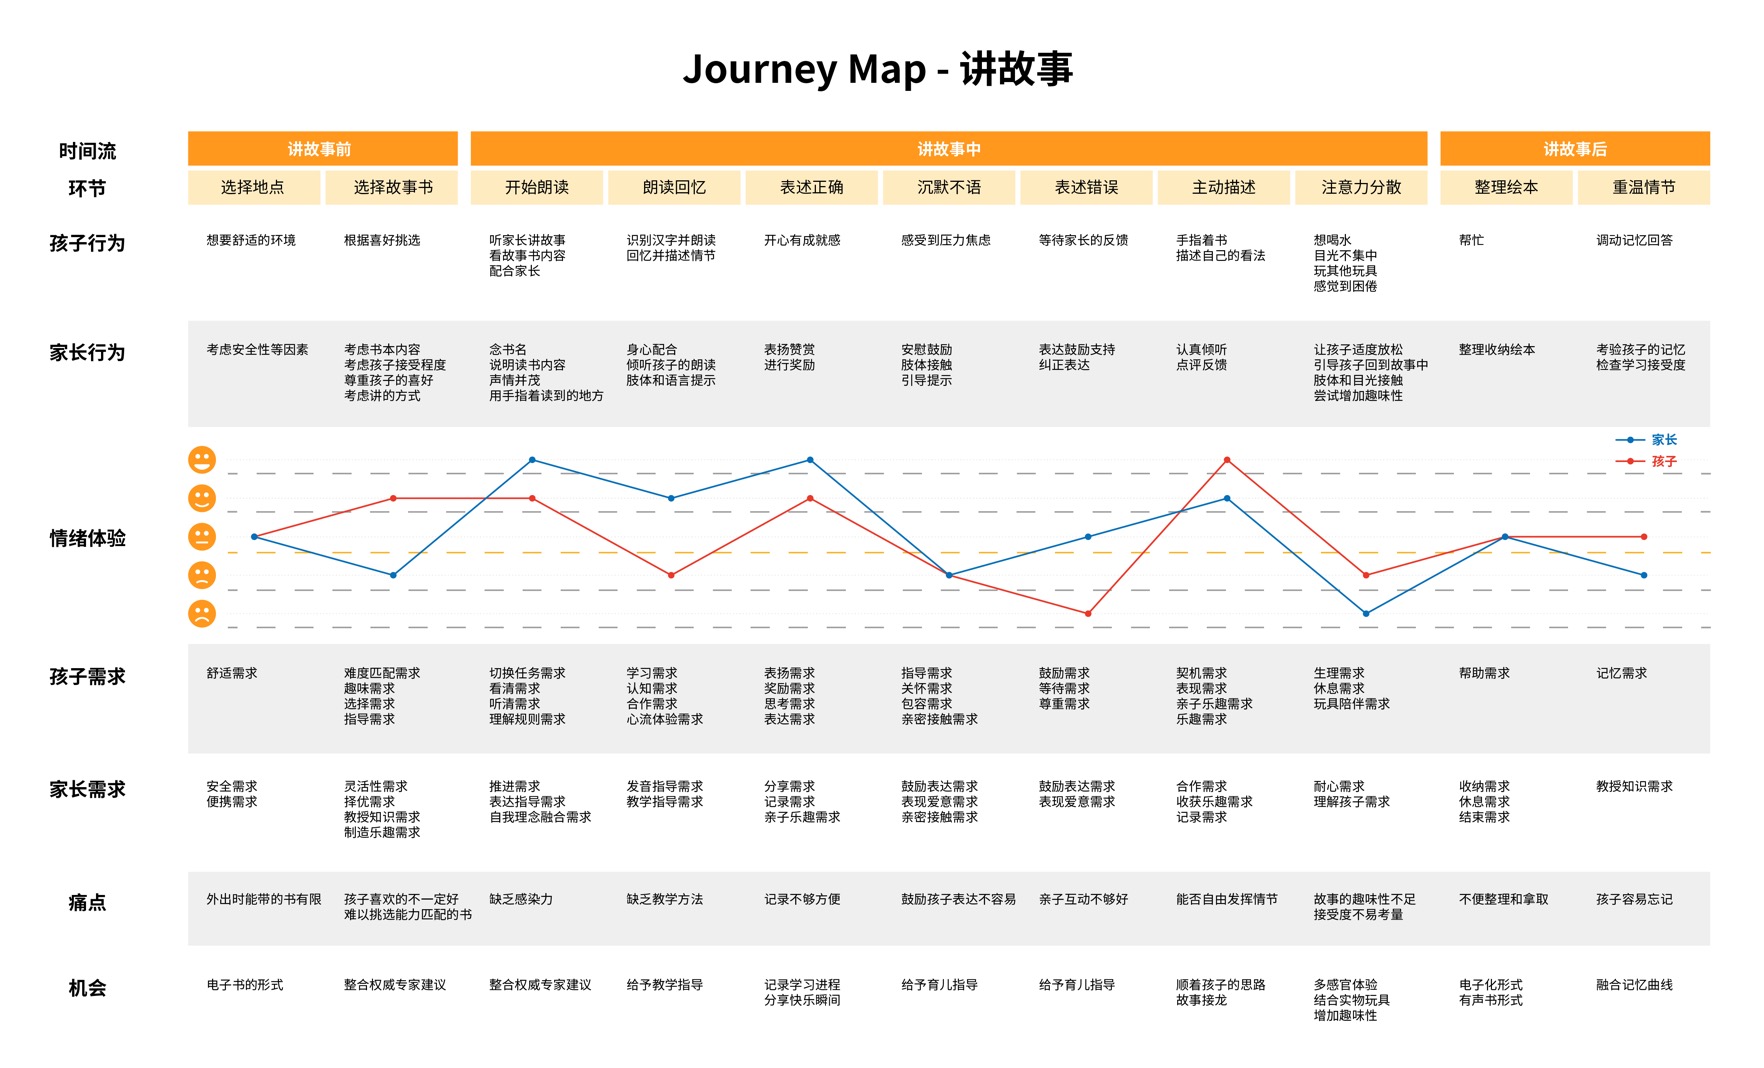 Journey Map - 讲故事
时间流
讲故事前
讲故事中
讲故事后
环节
选择地点
选择故事书
开始朗读
朗读回忆
表述正确
沉默不语
表述错误
主动描述
注意力分散
整理绘本
重温情节
孩子行为
想要舒适的环境
根据喜好挑选
听家长讲故事
看故事书内容
配合家长
识别汉字并朗读
回忆并描述情节
开心有成就感
感受到压力焦虑
等待家长的反馈
手指着书
描述自己的看法
想喝水
目光不集中
玩其他玩具
感觉到困倦
帮忙
调动记忆回答
家长行为
考虑安全性等因素
考虑书本内容
考虑孩子接受程度
尊重孩子的喜好
考虑讲的方式
念书名
说明读书内容
声情并茂
用手指着读到的地方
身心配合
倾听孩子的朗读
肢体和语言提示
表扬赞赏
进行奖励
安慰鼓励
肢体接触
引导提示
表达鼓励支持
纠正表达
认真倾听
点评反馈
让孩子适度放松
引导孩子回到故事中
肢体和目光接触
尝试增加趣味性
整理收纳绘本
考验孩子的记忆
检查学习接受度
情绪体验
家长
孩子
孩子需求
舒适需求
难度匹配需求
趣味需求
选择需求
指导需求
切换任务需求
看清需求
听清需求
理解规则需求
学习需求
认知需求
合作需求
心流体验需求
表扬需求
奖励需求
思考需求
表达需求
指导需求
关怀需求
包容需求
亲密接触需求
鼓励需求
等待需求
尊重需求
契机需求
表现需求
亲子乐趣需求
乐趣需求
生理需求
休息需求
玩具陪伴需求
帮助需求
记忆需求
家长需求
安全需求
便携需求
灵活性需求
择优需求
教授知识需求
制造乐趣需求
推进需求
表达指导需求
自我理念融合需求
发音指导需求
教学指导需求
分享需求
记录需求
亲子乐趣需求
鼓励表达需求
表现爱意需求
亲密接触需求
鼓励表达需求
表现爱意需求
合作需求
收获乐趣需求
记录需求
耐心需求
理解孩子需求
收纳需求
休息需求
结束需求
教授知识需求
痛点
外出时能带的书有限
孩子喜欢的不一定好
难以挑选能力匹配的书
缺乏感染力
缺乏教学方法
记录不够方便
鼓励孩子表达不容易
亲子互动不够好
能否自由发挥情节
故事的趣味性不足
接受度不易考量
不便整理和拿取
孩子容易忘记
机会
电子书的形式
整合权威专家建议
整合权威专家建议
给予教学指导
记录学习进程
分享快乐瞬间
给予育儿指导
给予育儿指导
顺着孩子的思路
故事接龙
多感官体验
结合实物玩具
增加趣味性
电子化形式
有声书形式
融合记忆曲线